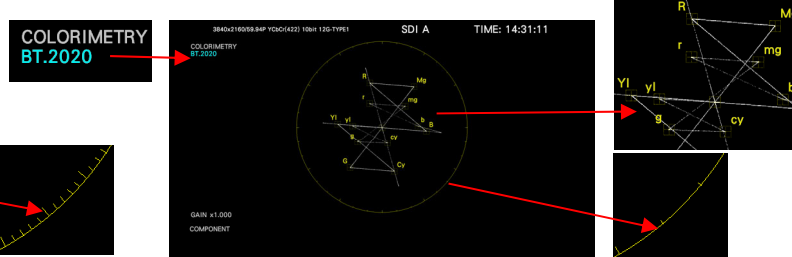 COLORIMETRY
BT.2020
3840x2160/59.94P YCbCr(422) 10bit 12G-TYPE1
SDI A
TIME: 14:31:11
COLORIMETRY
BT.2020
R
Mg
r
mg
Yl
yl
b
B
g
cy
G
Cy
GAIN x1.000
COMPONENT
R
r
mg
Yl
yl
g
cy